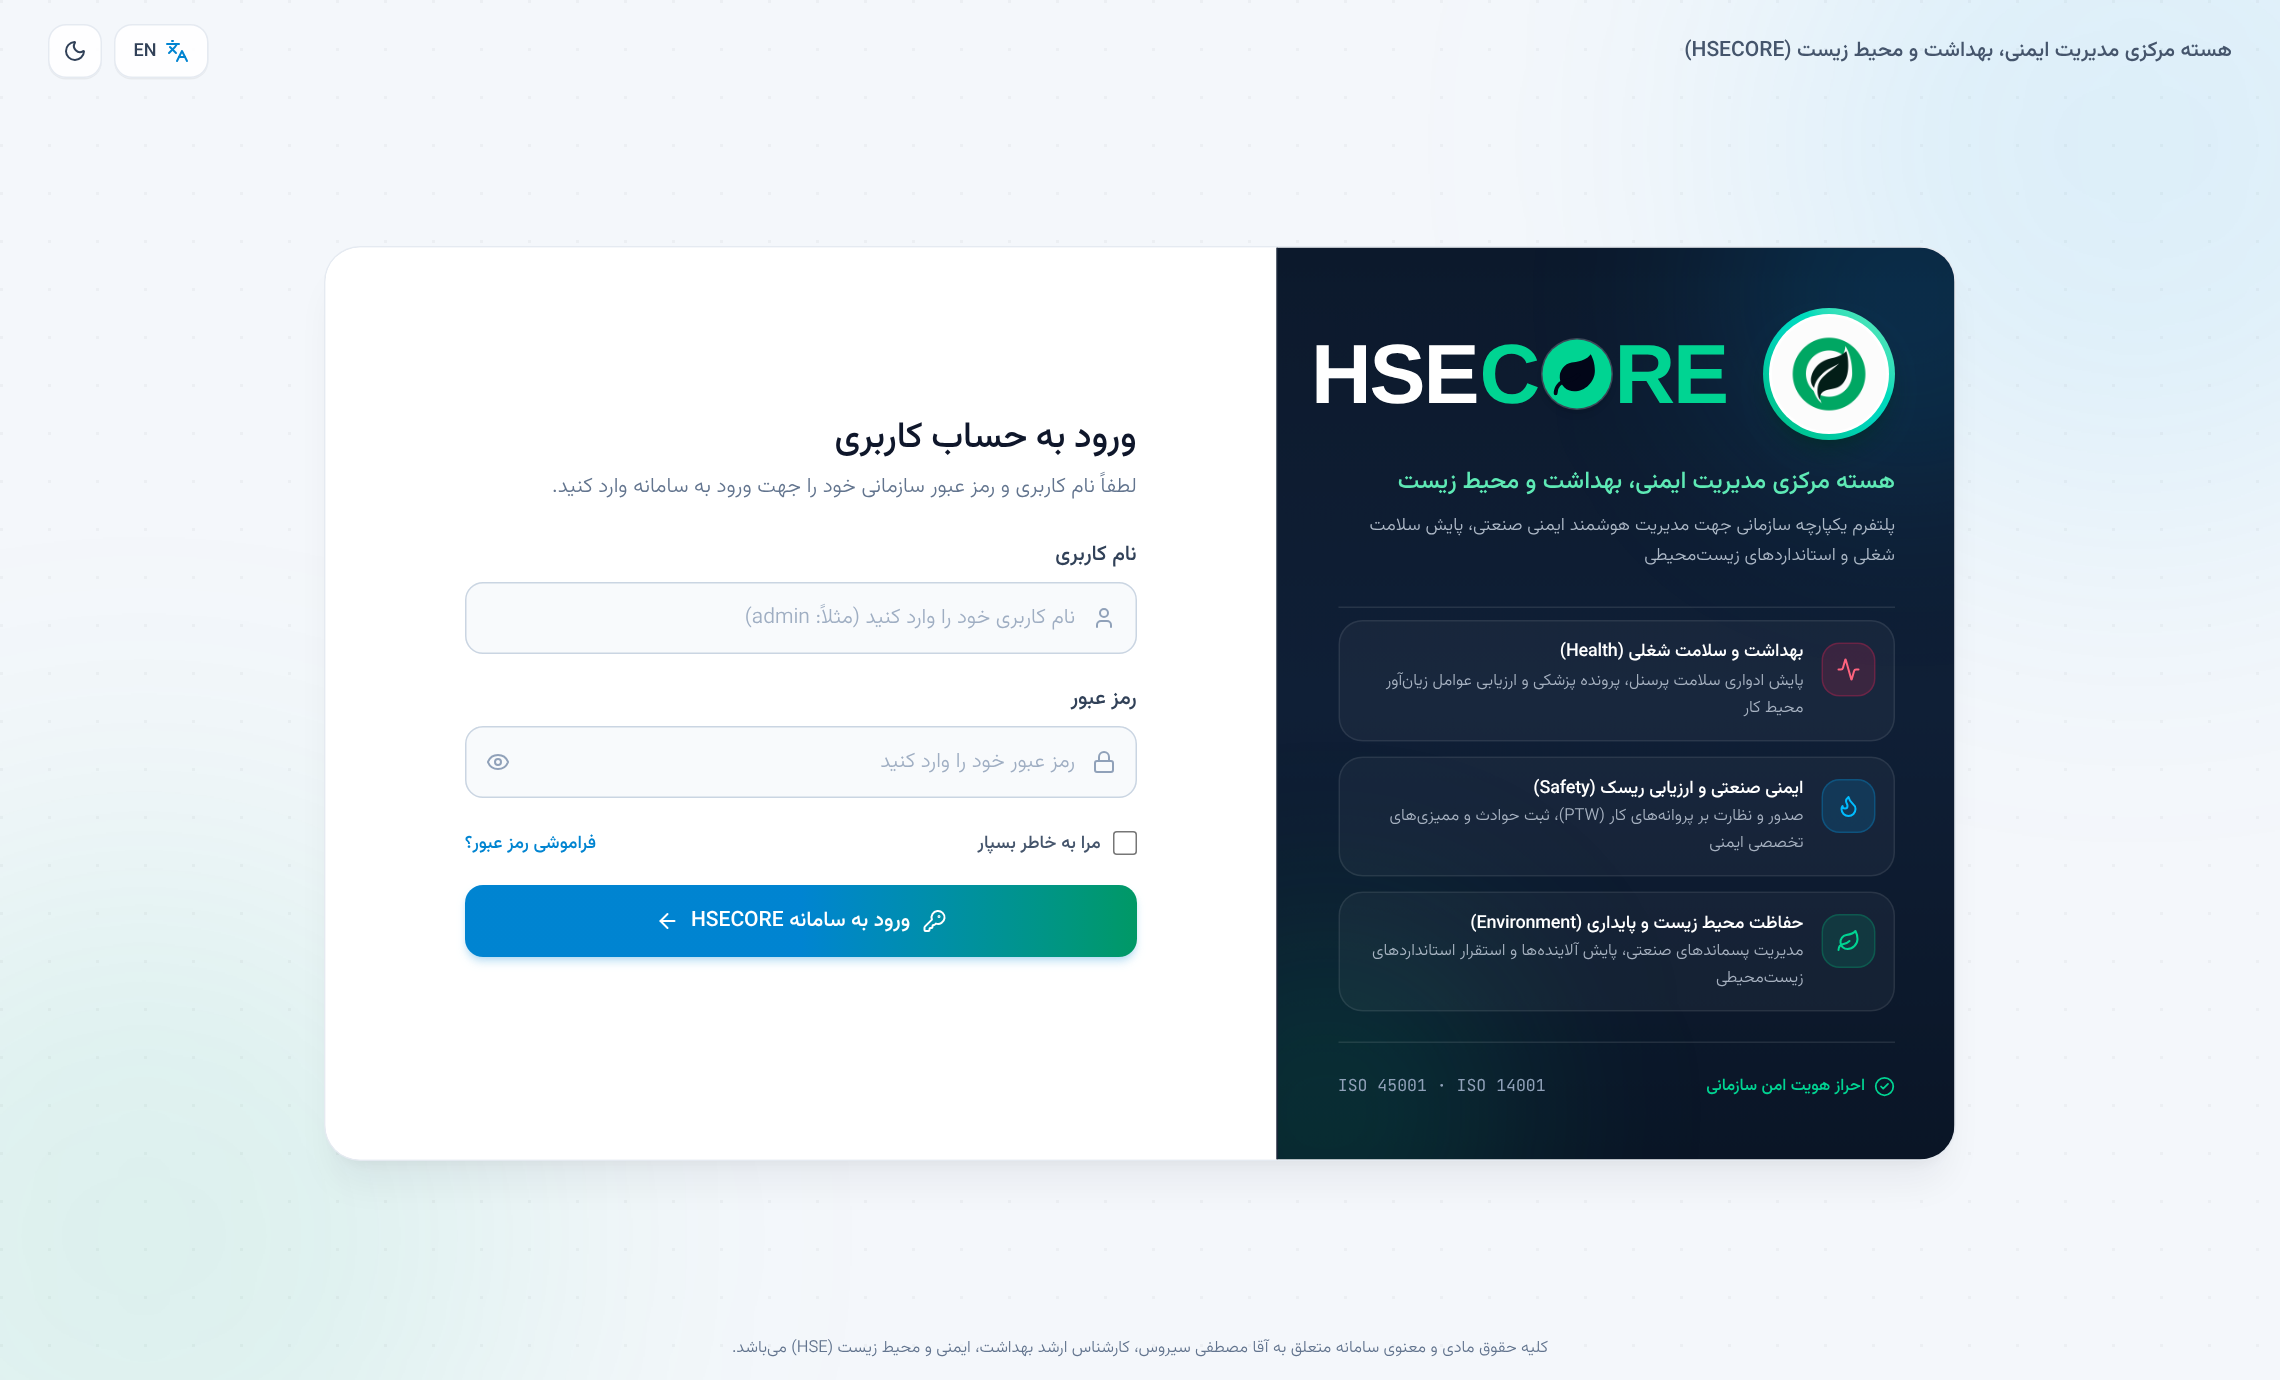 هسته مرکزی مدیریت ایمنی، بهداشت و محیط زیست (HSECORE)
EN
HSECORE
هسته مرکزی مدیریت ایمنی، بهداشت و محیط زیست
پلتفرم یکپارچه سازمانی جهت مدیریت هوشمند ایمنی صنعتی، پایش سلامت
شغلی و استانداردهای زیست‌محیطی
بهداشت و سلامت شغلی (Health)
پایش ادواری سلامت پرسنل، پرونده پزشکی و ارزیابی عوامل زیان‌آور
محیط کار
ایمنی صنعتی و ارزیابی ریسک (Safety)
صدور و نظارت بر پروانه‌های کار (PTW)، ثبت حوادث و ممیزی‌های
تخصصی ایمنی
حفاظت محیط زیست و پایداری (Environment)
مدیریت پسماندهای صنعتی، پایش آلاینده‌ها و استقرار استانداردهای
زیست‌محیطی
احراز هویت امن سازمانی
ISO 45001 · ISO 14001
ورود به حساب کاربری
لطفاً نام کاربری و رمز عبور سازمانی خود را جهت ورود به سامانه وارد کنید.
نام کاربری
نام کاربری خود را وارد کنید (مثلاً: admin)
رمز عبور
رمز عبور خود را وارد کنید
مرا به خاطر بسپار
فراموشی رمز عبور؟
ورود به سامانه HSECORE
کلیه حقوق مادی و معنوی سامانه متعلق به آقا مصطفی سیروس، کارشناس ارشد بهداشت، ایمنی و محیط زیست (HSE) می‌باشد.